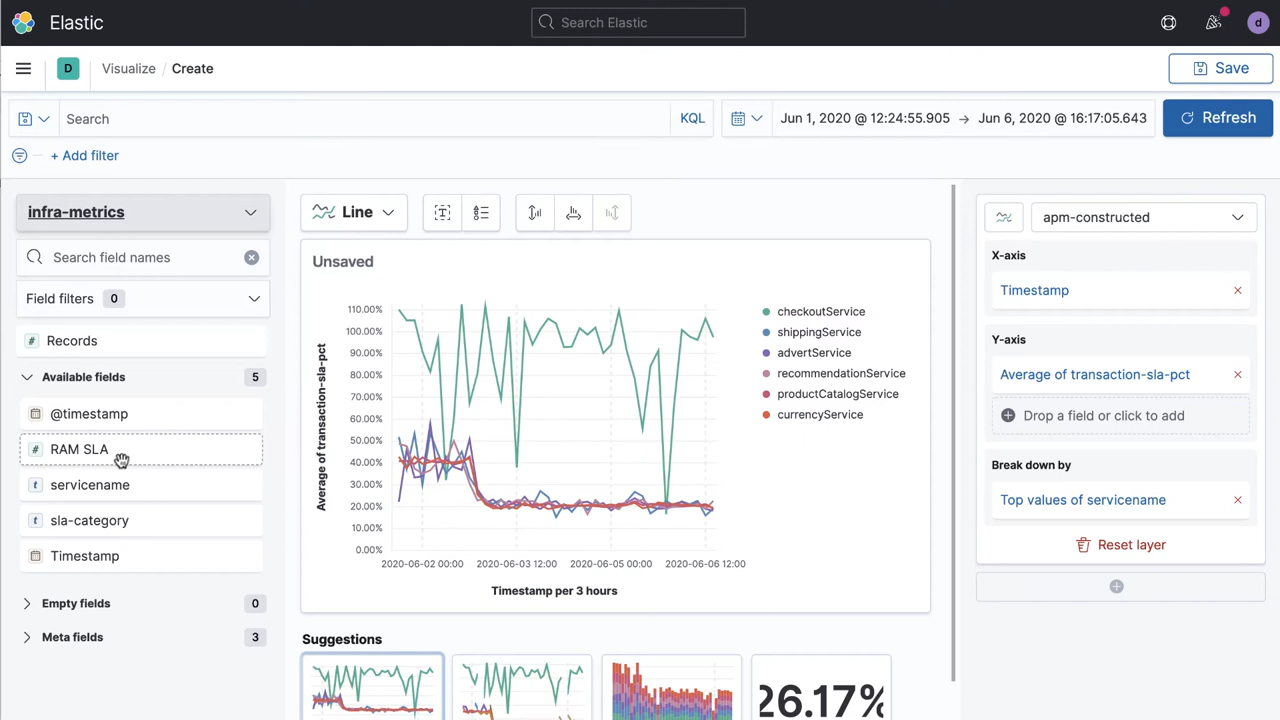 Elastic
Search Elastic
d
D
Visualize / Create
Save
Search
KQL
Jun 1, 2020 @ 12:24:55.905 → Jun 6, 2020 @ 16:17:05.643
Refresh
+ Add filter
infra-metrics
Search field names
Field filters 0
# Records
Available fields 5
@timestamp
# RAM SLA
t servicename
t sla-category
Timestamp
Empty fields 0
Meta fields 3
Line
Unsaved
Average of transaction-sla-pct
110.00%
100.00%
90.00%
80.00%
70.00%
60.00%
50.00%
40.00%
30.00%
20.00%
10.00%
0.00%
2020-06-02 00:00 2020-06-03 12:00 2020-06-05 00:00 2020-06-06 12:00
Timestamp per 3 hours
checkoutService
shippingService
advertService
recommendationService
productCatalogService
currencyService
Suggestions
26.17%
apm-constructed
X-axis
Timestamp ×
Y-axis
Average of transaction-sla-pct ×
Drop a field or click to add
Break down by
Top values of servicename ×
Reset layer